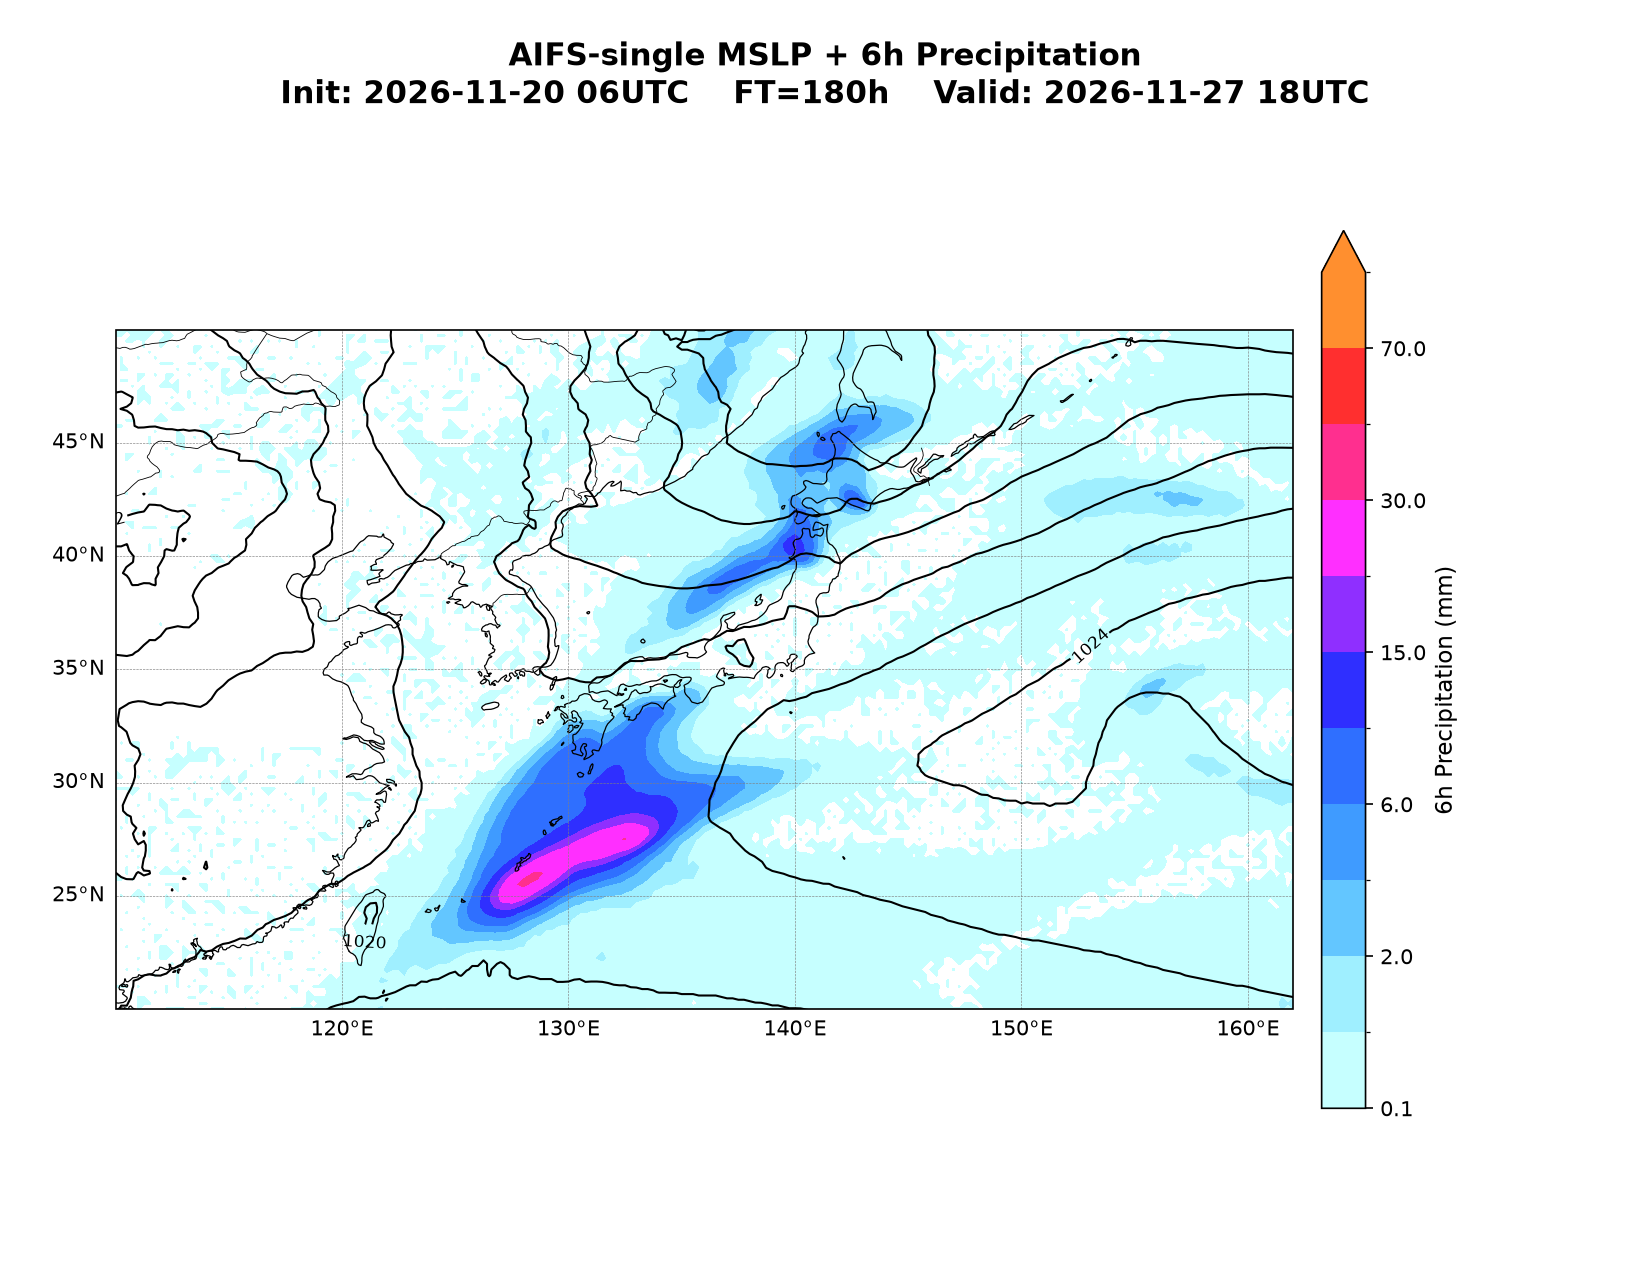 AIFS-single MSLP + 6h Precipitation
Init: 2026-11-20 06UTC    FT=180h    Valid: 2026-11-27 18UTC
70.0
30.0
15.0
6.0
2.0
0.1
6h Precipitation (mm)
45°N
40°N
35°N
30°N
25°N
1024
1020
120°E
130°E
140°E
150°E
160°E